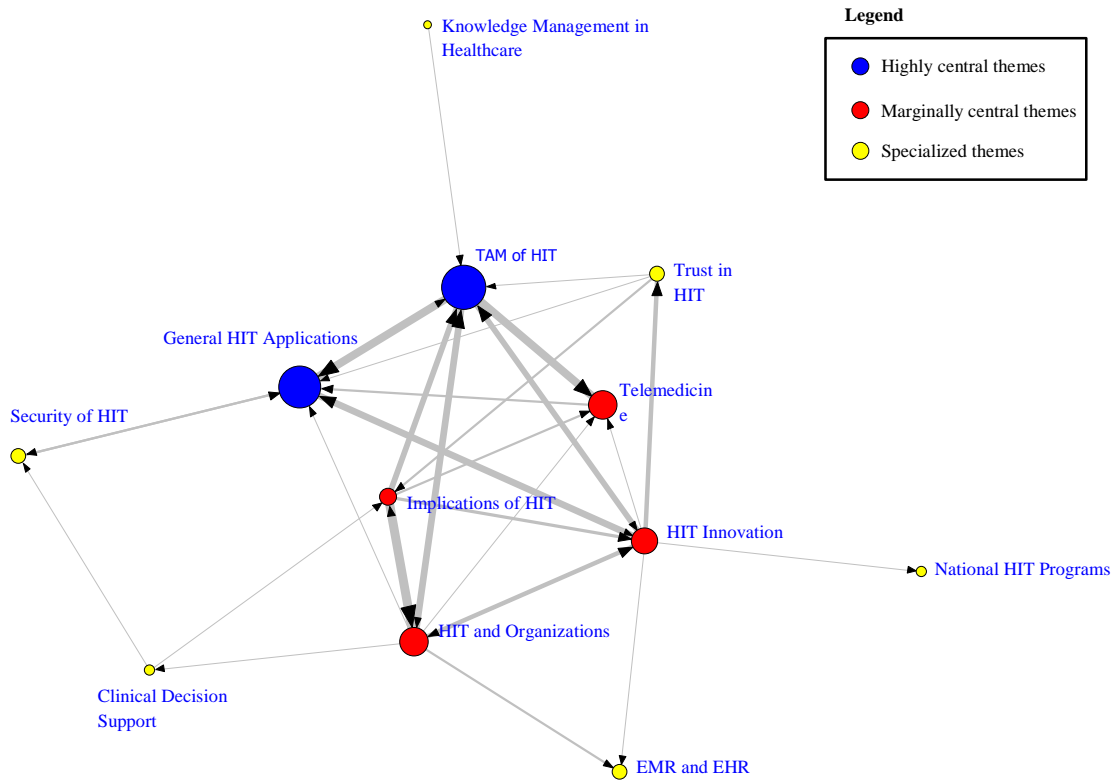 Legend
Knowledge Management in
Healthcare
Highly central themes
Marginally central themes
Specialized themes
TAM of HIT
Trust in
HIT
General HIT Applications
Telemedicin
e
Security of HIT
Implications of HIT
HIT Innovation
National HIT Programs
HIT and Organizations
Clinical Decision
Support
EMR and EHR